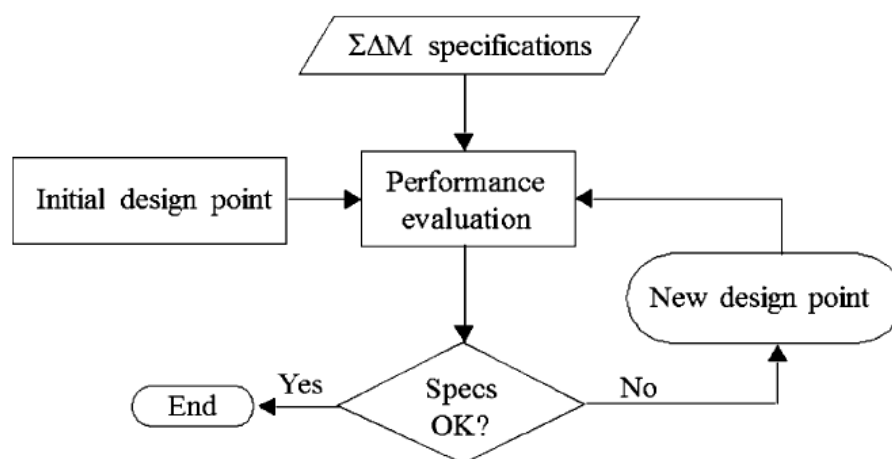 ΣΔM specifications
Initial design point
Performance
evaluation
New design point
Specs
OK?
Yes
No
End